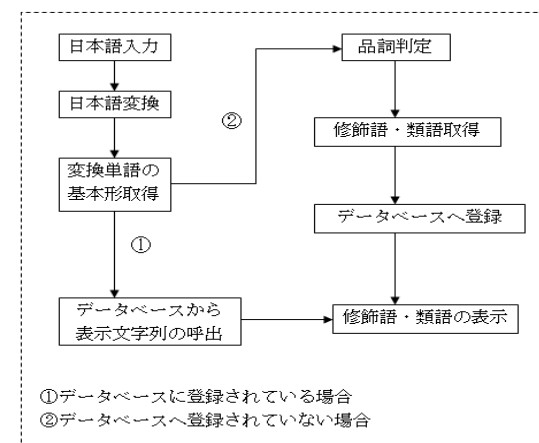 日本語入力
日本語変換
変換単語の
基本形取得
①
データベースから
表示文字列の呼出
②
品詞判定
修飾語・類語取得
データベースへ登録
修飾語・類語の表示
①データベースに登録されている場合
②データベースへ登録されていない場合